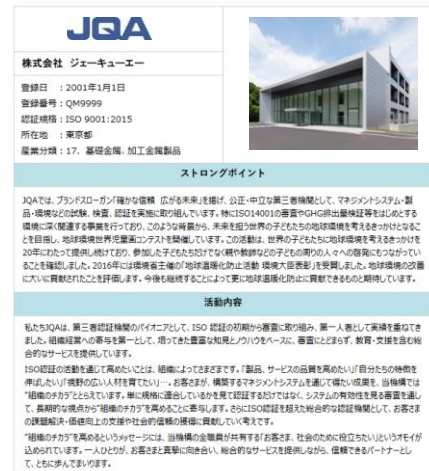 JQA
株式会社 ジェーキューエー
登録日 ：2001年1月1日
登録番号：QM9999
認証規格：ISO 9001:2015
所在地 ：東京都
産業分類：17．基礎金属、加工金属製品
ストロングポイント
JQAでは、ブランドスローガン「確かな信頼 広がる未来」を掲げ、公正・中立な第三者機関として、マネジメントシステム・製
品・環境などの試験、検査、認証を実施に取り組んでいます。特にISO14001の審査やGHG排出量検証等をはじめとする
環境に深く関連する事業を行っており、このような背景から、未来を担う世界の子どもたちの地球環境を考えるきっかけとなるこ
とを目指し、地球環境世界児童画コンテストを開催しています。この活動は、世界の子どもたちに地球環境を考えるきっかけを
20年にわたって提供し続けており、参加した子どもたちだけでなく親や教師などの子どもの周りの人々への啓発にもつながってい
ることを確認しました。2016年には環境省主催の「地球温暖化防止活動 環境大臣表彰」を受賞しました。地球環境の改善
に大いに貢献されたことを評価します。今後も継続することによって更に地球温暖化防止に貢献できるものと期待しています。
活動内容
私たちJQAは、第三者認証機関のパイオニアとして、ISO 認証の初期から審査に取り組み、第一人者として実績を重ねてき
ました。組織経営への寄与を第一として、培ってきた豊富な知見とノウハウをベースに、審査にとどまらず、教育・支援を含む総
合的なサービスを提供しています。
ISO認証の活動を通じて高めたいことは、組織によってさまざまです。「製品、サービスの品質を高めたい」「自分たちの特徴を
伸ばしたい」「視野の広い人材を育てたい」…。お客さまが、構築するマネジメントシステムを通じて得たい成果を、当機構では
“組織のチカラ”ととらえています。単に規格に適合しているかを見て認証するだけではなく、システムの有効性を見る審査を通し
て、長期的な視点から“組織のチカラ”を高めることに寄与します。さらにISO認証を超えた総合的な認証機関として、お客さま
の課題解決・価値向上の支援や社会的信頼の獲得に貢献していく考えです。
“組織のチカラ”を高めるというメッセージには、当機構の全職員が共有する「お客さま、社会のために役立ちたい」というオモイが
込められています。一人ひとりが、お客さまと真摯に向き合い、総合的なサービスを提供しながら、信頼できるパートナーとし
て、ともに歩んでまいります。